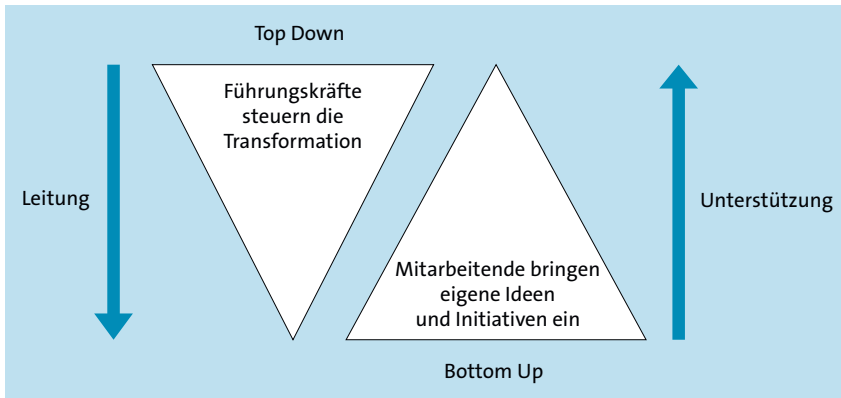 Top Down
Führungskräfte
steuern die
Transformation
Leitung
Unterstützung
Mitarbeitende bringen
eigene Ideen
und Initiativen ein
Bottom Up